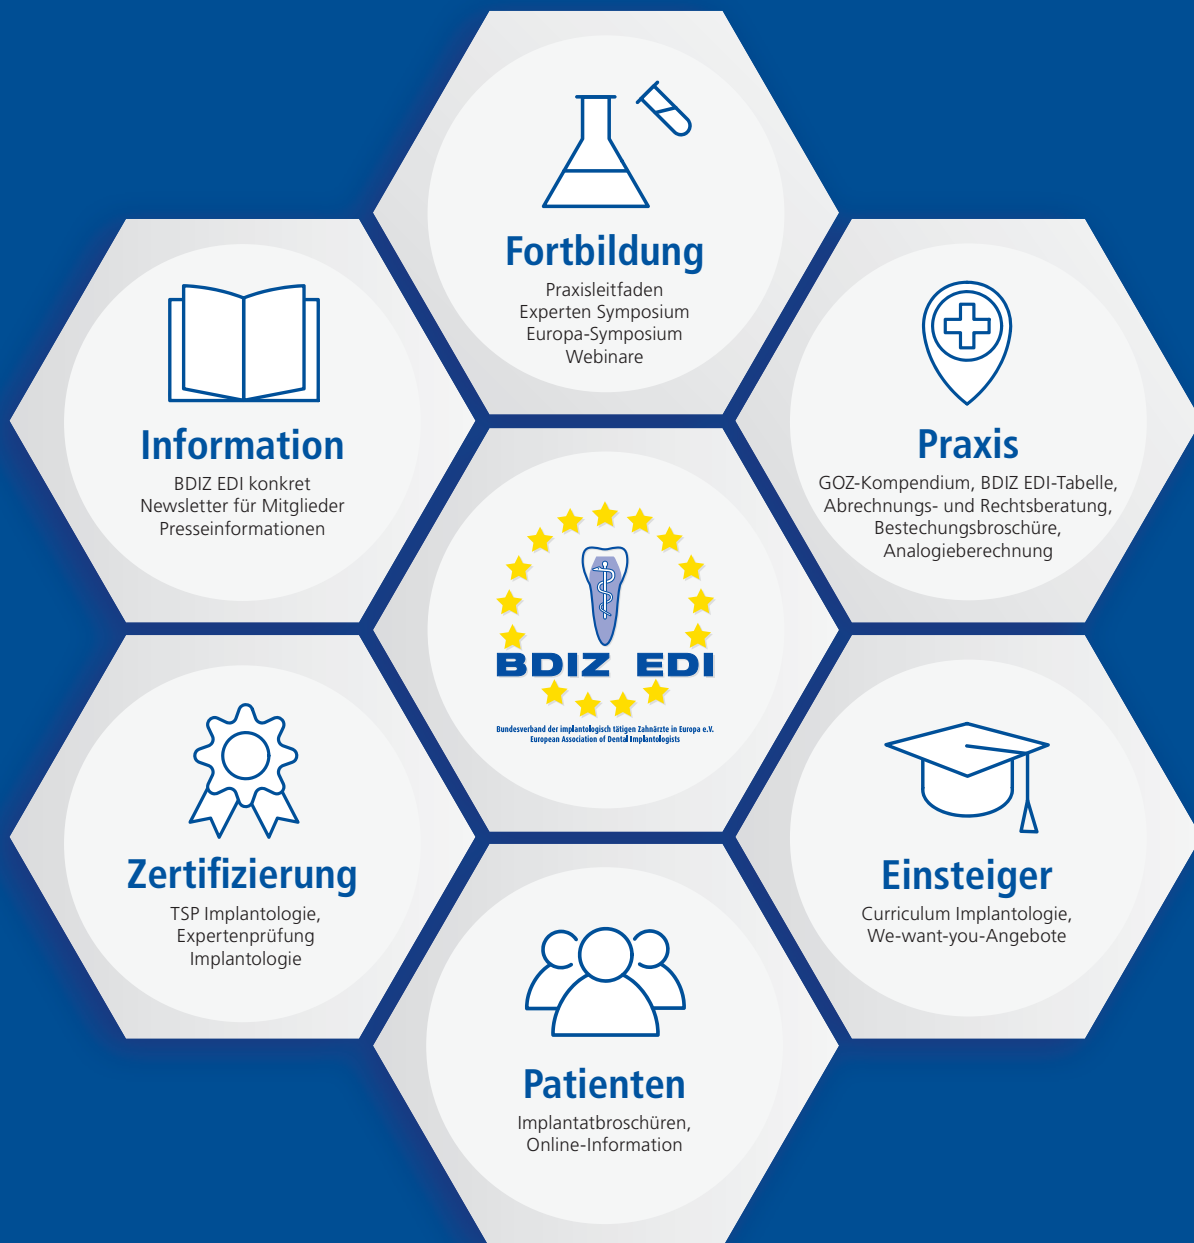 Fortbildung
Praxisleitfaden
Experten Symposium
Europa-Symposium
Webinare
Information
BDIZ EDI konkret
Newsletter für Mitglieder
Presseinformationen
Praxis
GOZ-Kompendium, BDIZ EDI-Tabelle,
Abrechnungs- und Rechtsberatung,
Bestechungsbroschüre,
Analogieberechnung
BDIZ EDI
Bundesverband der implantologisch tätigen Zahnärzte in Europa e.V.
European Association of Dental Implantologists
Zertifizierung
TSP Implantologie,
Expertenprüfung
Implantologie
Einsteiger
Curriculum Implantologie,
We-want-you-Angebote
Patienten
Implantatbroschüren,
Online-Information